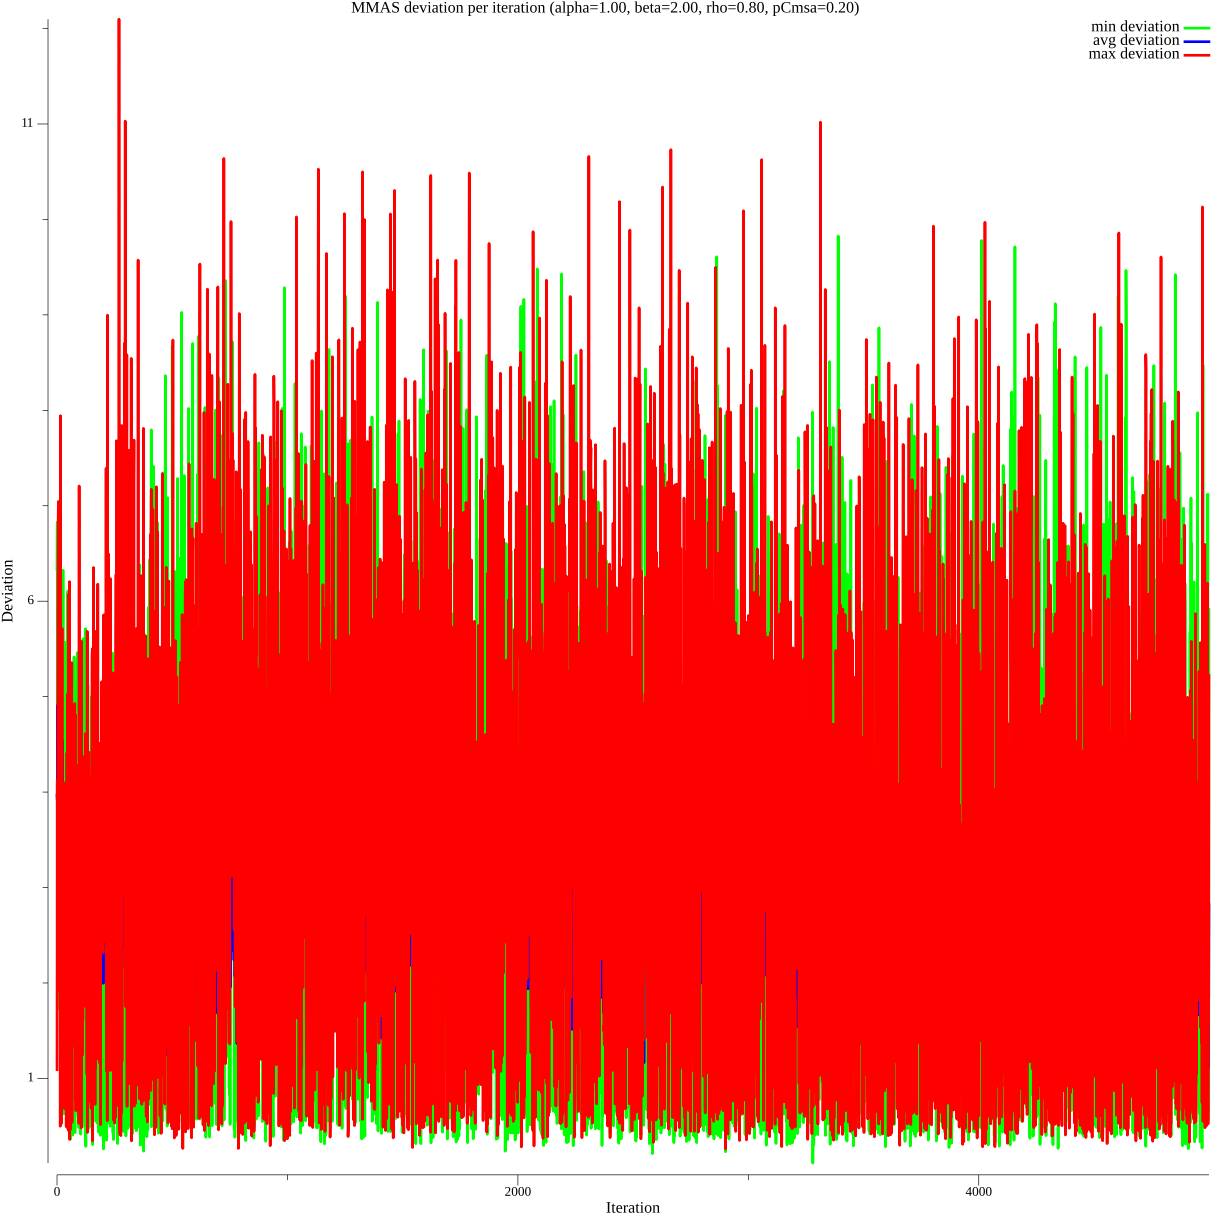 MMAS deviation per iteration (alpha=1.00, beta=2.00, rho=0.80, pCmsa=0.20)
min deviation
avg deviation
max deviation
11
6
1
Deviation
0
2000
4000
Iteration